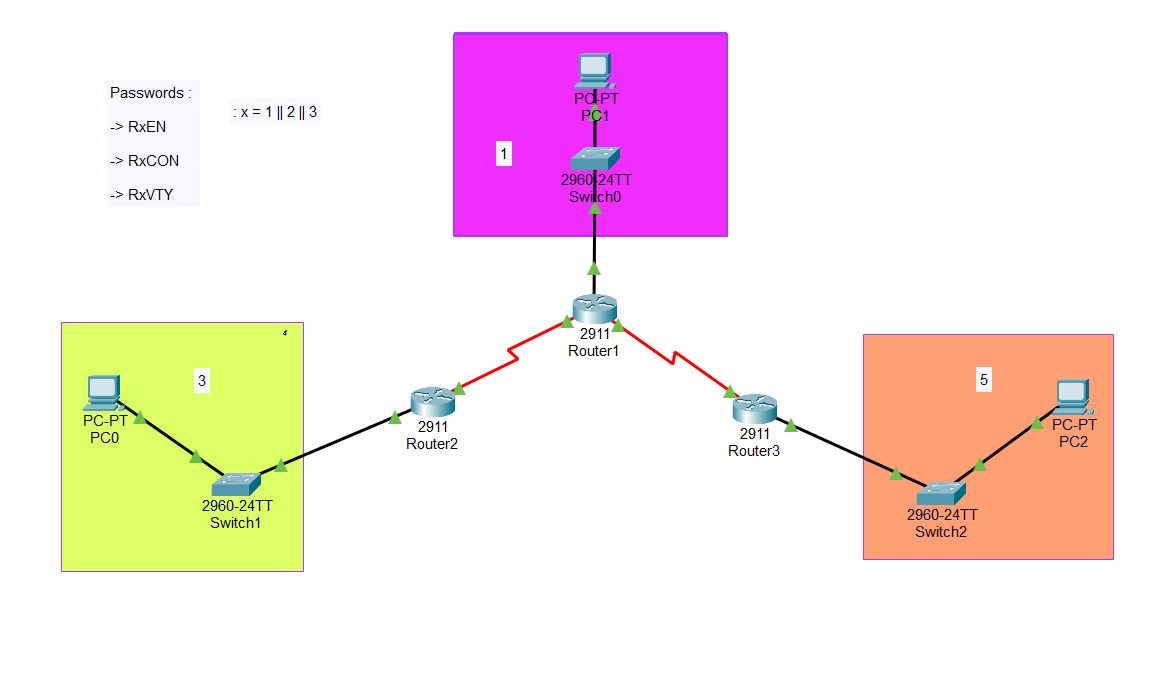 Passwords :
-> RxEN
-> RxCON
-> RxVTY
: x = 1 || 2 || 3
PC-PT
PC1
1
2960-24TT
Switch0
2911
Router1
4
3
PC-PT
PC0
2960-24TT
Switch1
2911
Router2
2911
Router3
5
PC-PT
PC2
2960-24TT
Switch2